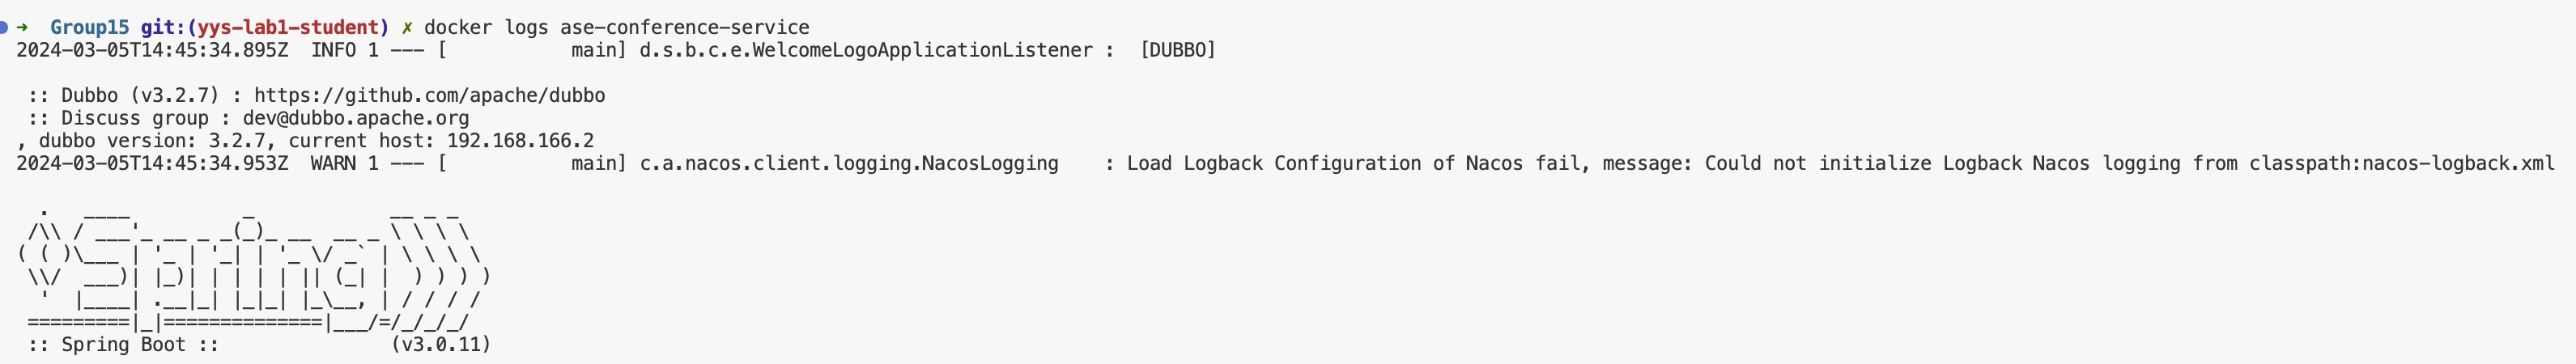 ➜  Group15 git:(yys-lab1-student) ✗ docker logs ase-conference-service
2024-03-05T14:45:34.895Z  INFO 1 --- [           main] d.s.b.c.e.WelcomeLogoApplicationListener :  [DUBBO]
 :: Dubbo (v3.2.7) : https://github.com/apache/dubbo
 :: Discuss group : dev@dubbo.apache.org
, dubbo version: 3.2.7, current host: 192.168.166.2
2024-03-05T14:45:34.953Z  WARN 1 --- [           main] c.a.nacos.client.logging.NacosLogging    : Load Logback Configuration of Nacos fail, message: Could not initialize Logback Nacos logging from classpath:nacos-logback.xml
  .   ____          _            __ _ _
 /\\ / ___'_ __ _ _(_)_ __  __ _ \ \ \ \
( ( )\___ | '_ | '_| | '_ \/ _` | \ \ \ \
 \\/  ___)| |_)| | | | | || (_| |  ) ) ) )
  '  |____| .__|_| |_|_| |_\__, | / / / /
 =========|_|==============|___/=/_/_/_/
 :: Spring Boot ::               (v3.0.11)